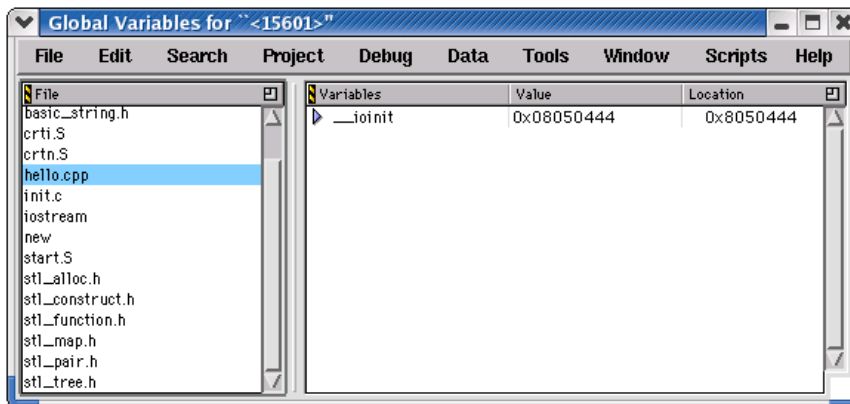 Global Variables for ``<15601>"
File Edit Search Project Debug Data Tools Window Scripts Help
File
basic_string.h
crti.S
crtn.S
hello.cpp
init.c
iostream
new
start.S
stl_alloc.h
stl_construct.h
stl_function.h
stl_map.h
stl_pair.h
stl_tree.h
Variables Value Location
__ioinit 0x08050444 0x8050444